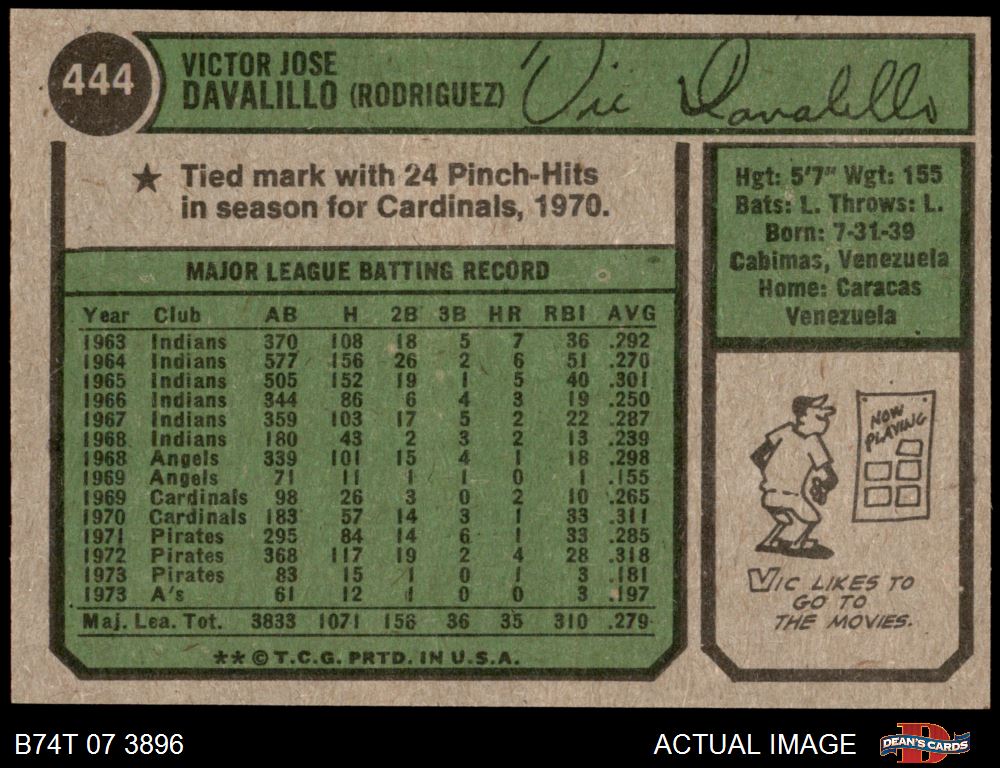 444
VICTOR JOSE
DAVALILLO (RODRIGUEZ)
Vic Davalillo
★ Tied mark with 24 Pinch-Hits
in season for Cardinals, 1970.
Hgt: 5'7" Wgt: 155
Bats: L. Throws: L.
Born: 7-31-39
Cabimas, Venezuela
Home: Caracas
Venezuela
MAJOR LEAGUE BATTING RECORD
Year Club AB H 2B 3B HR RBI AVG
1963 Indians 370 108 18 5 7 36 .292
1964 Indians 577 156 26 2 6 51 .270
1965 Indians 505 152 19 1 5 40 .301
1966 Indians 344 86 6 4 3 19 .250
1967 Indians 359 103 17 5 2 22 .287
1968 Indians 180 43 2 3 2 13 .239
1968 Angels 339 101 15 4 1 18 .298
1969 Angels 71 11 1 1 0 1 .155
1969 Cardinals 98 26 3 0 2 10 .265
1970 Cardinals 183 57 14 3 1 33 .311
1971 Pirates 295 84 14 6 1 33 .285
1972 Pirates 368 117 19 2 4 28 .318
1973 Pirates 83 15 1 0 1 3 .181
1973 A's 61 12 1 0 0 3 .197
Maj. Lea. Tot. 3833 1071 156 36 35 310 .279
**©T.C.G. PRTD. IN U.S.A.
NOW
PLAYING
VIC LIKES TO
GO TO
THE MOVIES.
B74T 07 3896
ACTUAL IMAGE
DEAN'S CARDS